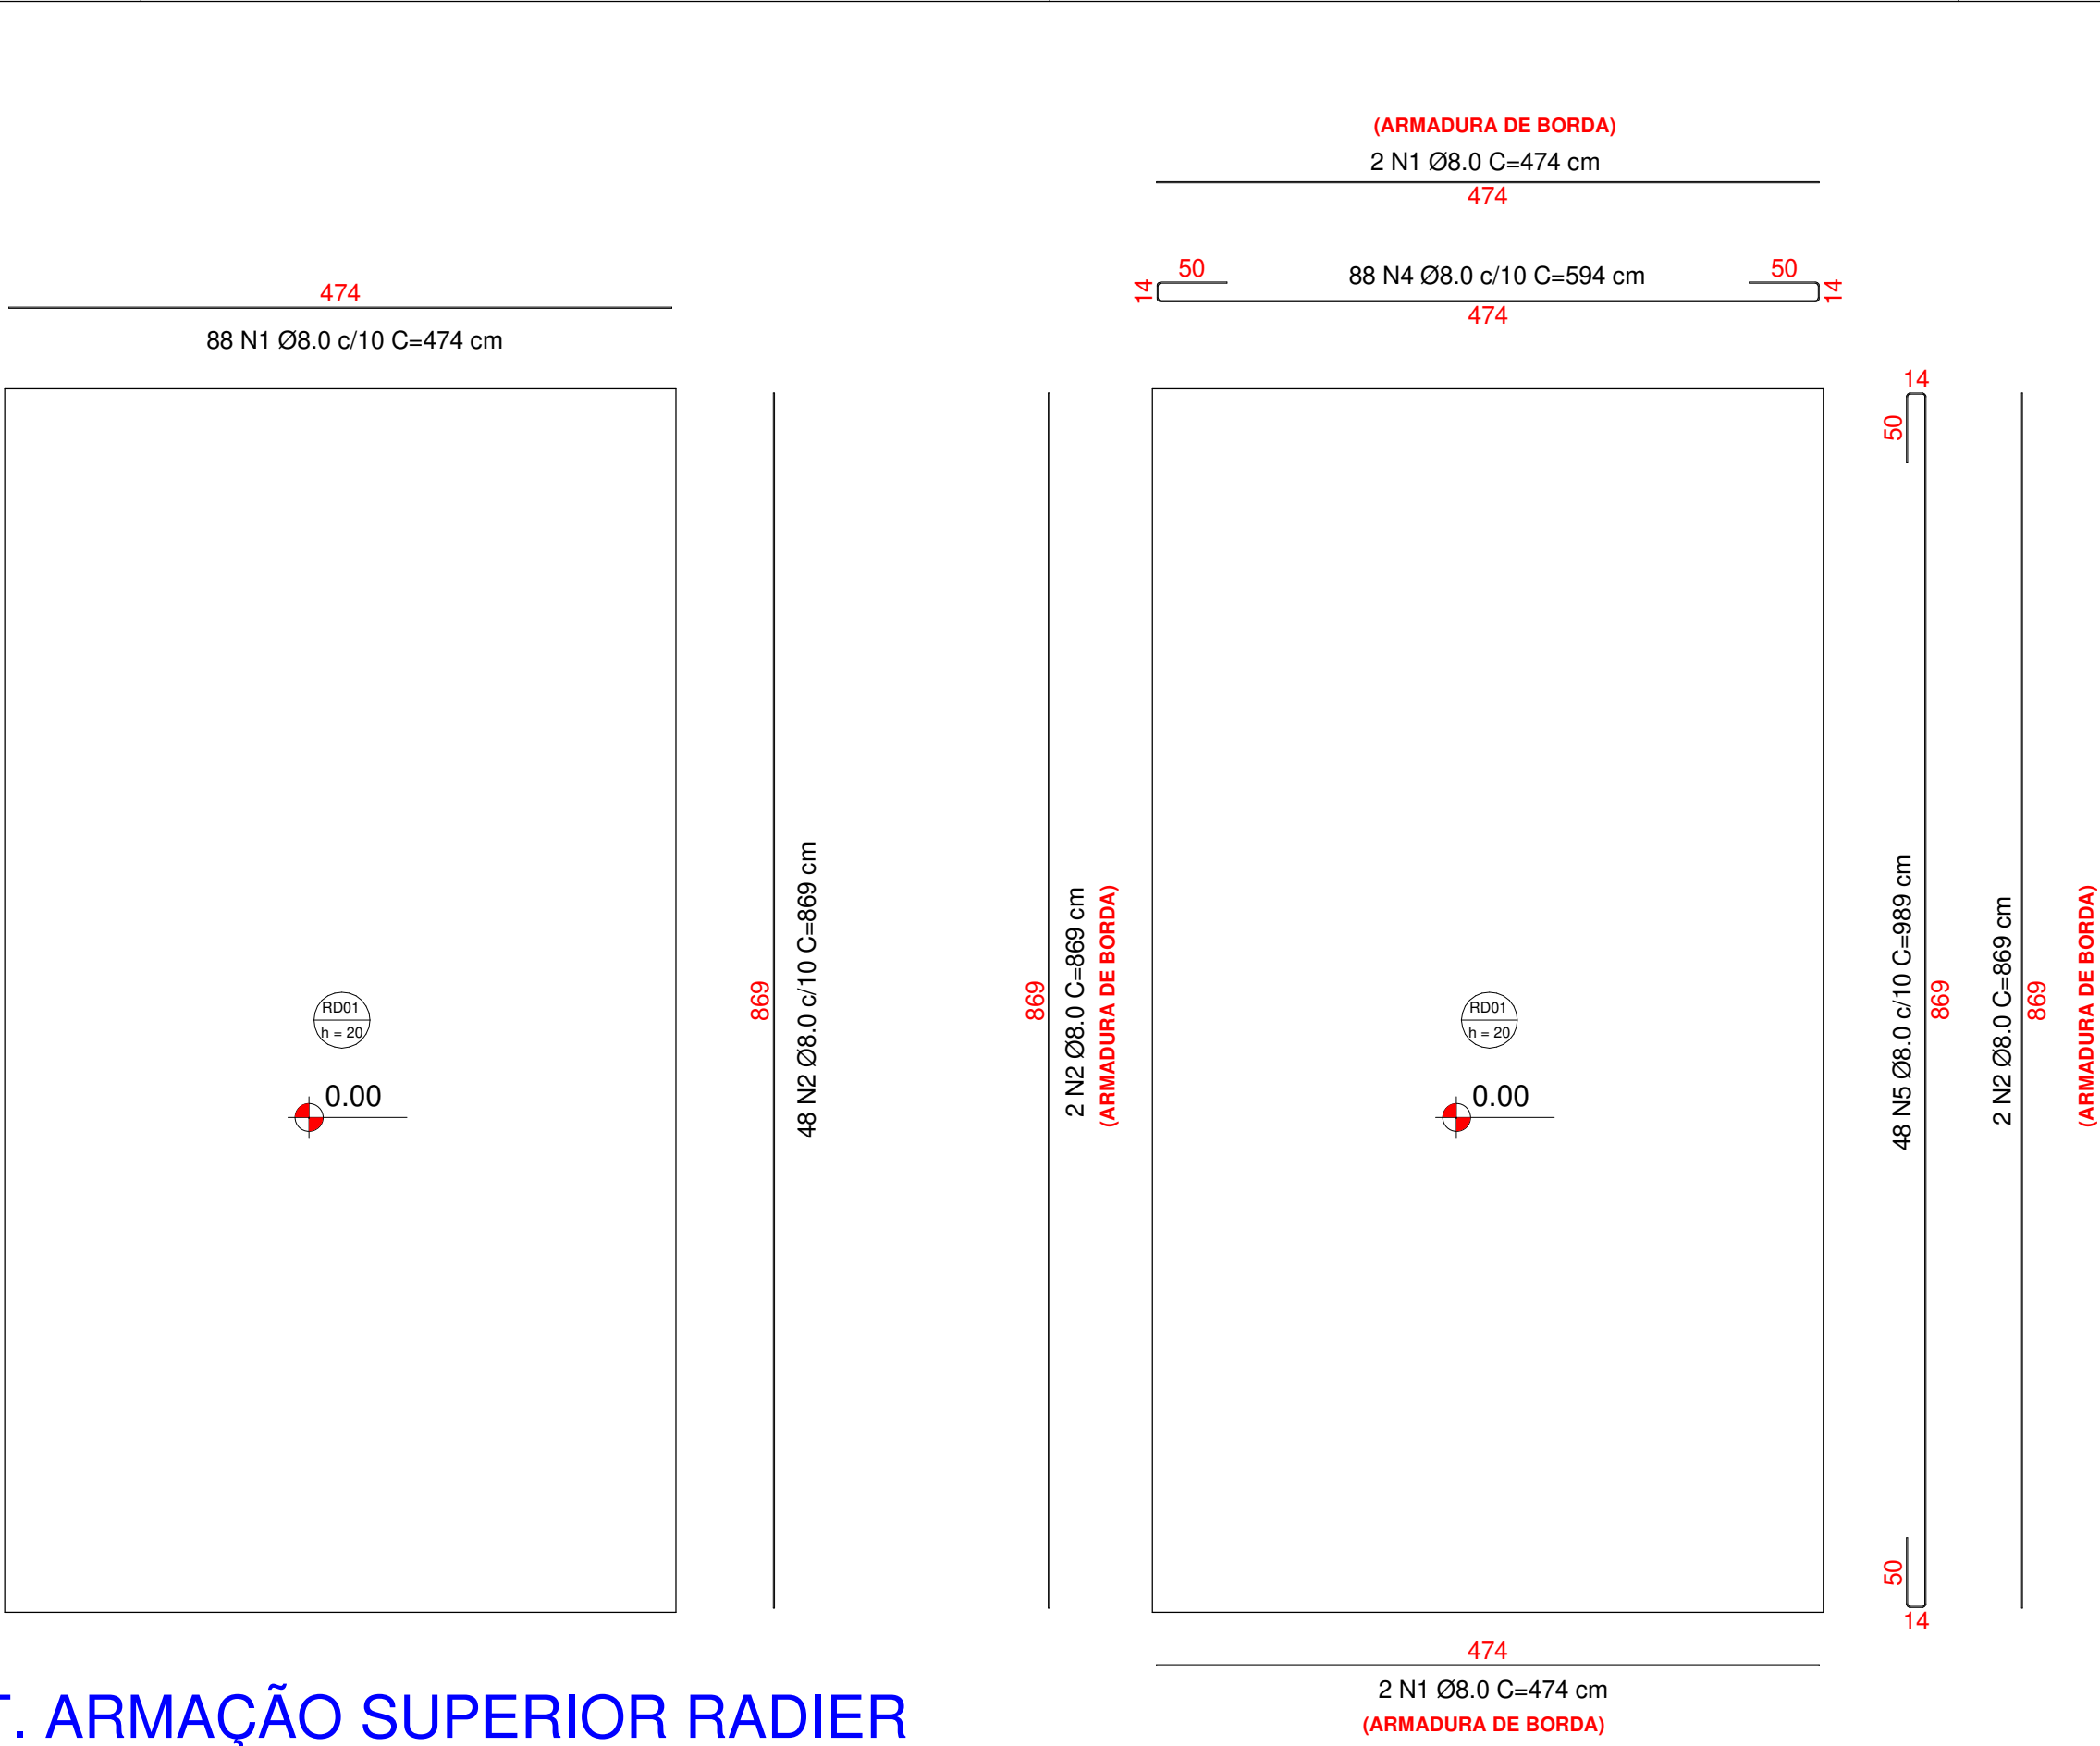 474
88 N1 Ø8.0 c/10 C=474 cm
869
48 N2 Ø8.0 c/10 C=869 cm
RD01
h = 20
0.00
T. ARMAÇÃO SUPERIOR RADIER
(ARMADURA DE BORDA)
2 N1 Ø8.0 C=474 cm
474
50
88 N4 Ø8.0 c/10 C=594 cm
50
14
14
474
869
2 N2 Ø8.0 C=869 cm
(ARMADURA DE BORDA)
RD01
h = 20
0.00
14
50
48 N5 Ø8.0 c/10 C=989 cm
869
50
14
2 N2 Ø8.0 C=869 cm
869
(ARMADURA DE BORDA)
474
2 N1 Ø8.0 C=474 cm
(ARMADURA DE BORDA)